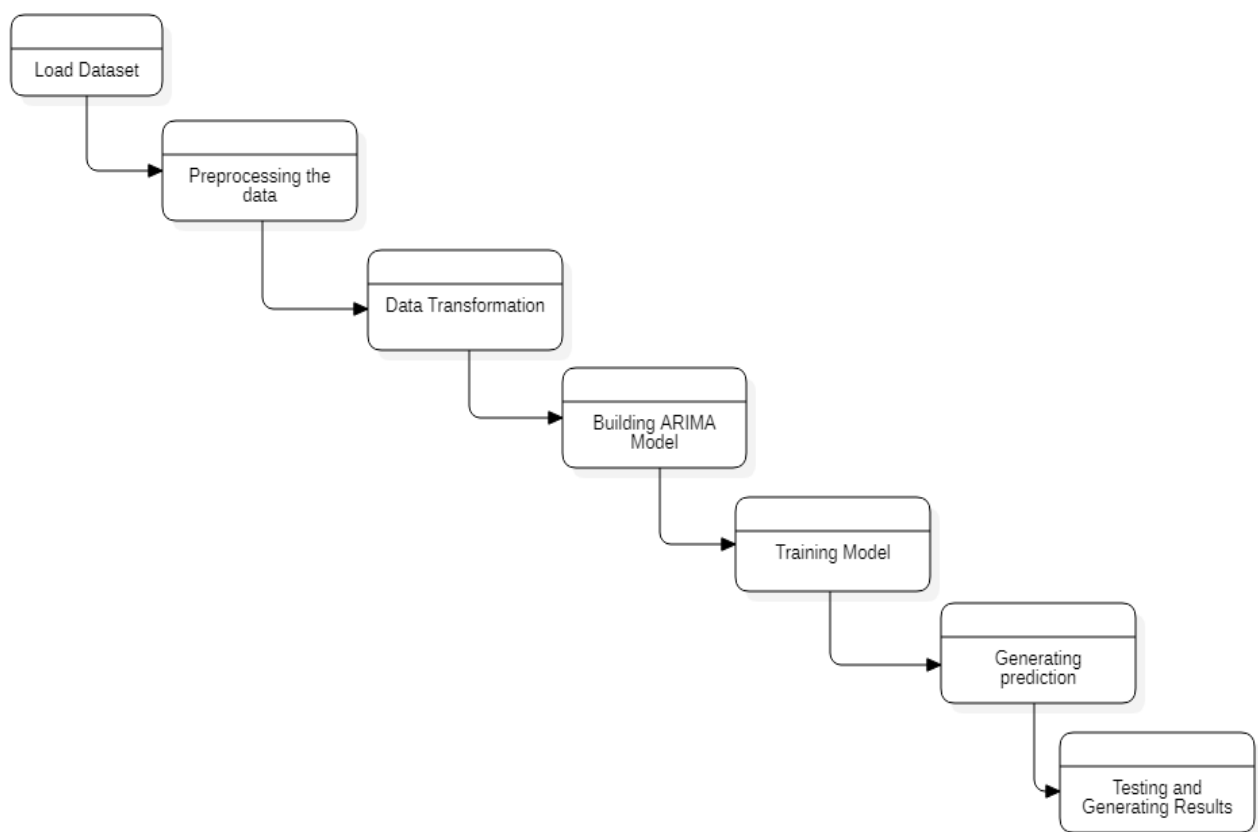 Load Dataset
Preprocessing the
data
Data Transformation
Building ARIMA
Model
Training Model
Generating
prediction
Testing and
Generating Results